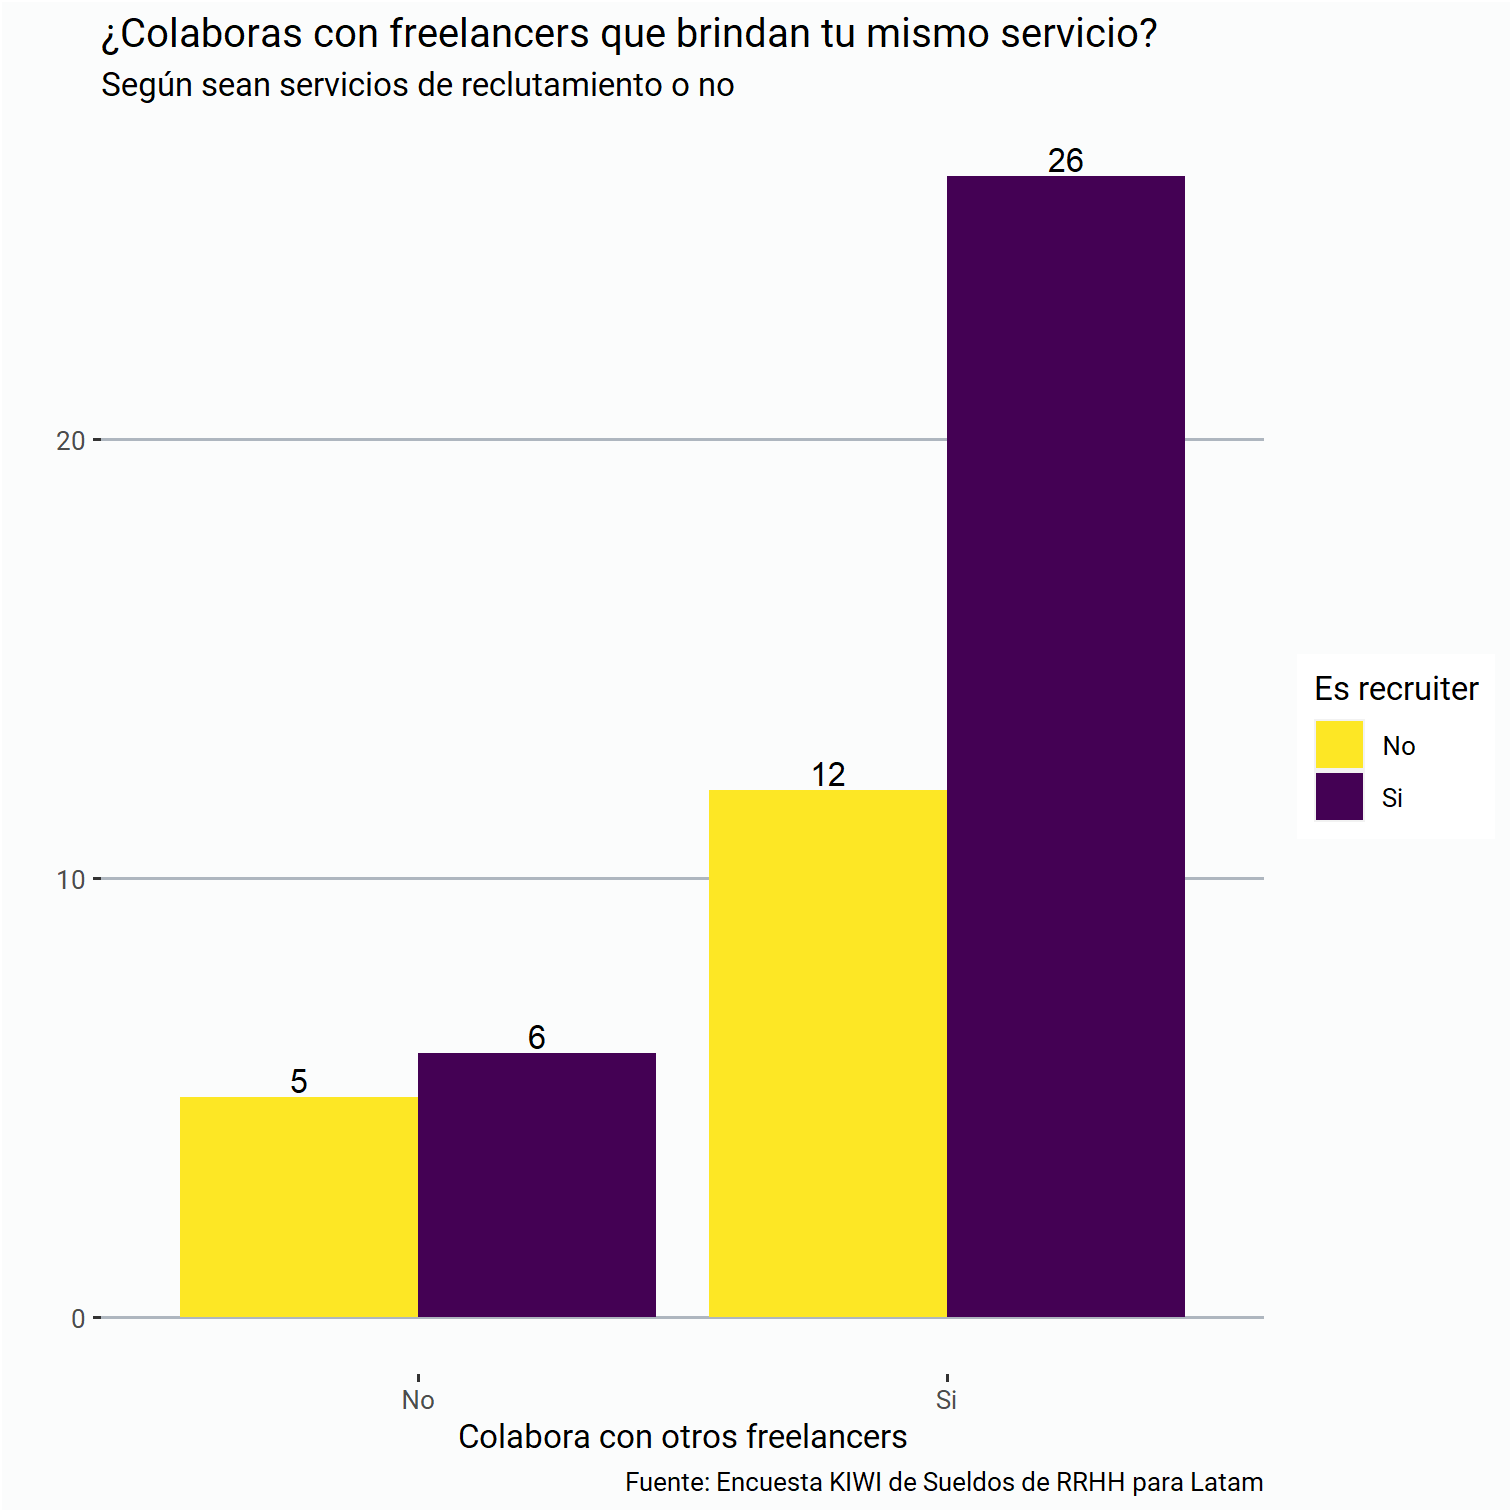 ¿Colaboras con freelancers que brindan tu mismo servicio?
Según sean servicios de reclutamiento o no
26
20
Es recruiter
No
Si
12
10
6
5
0
No
Si
Colabora con otros freelancers
Fuente: Encuesta KIWI de Sueldos de RRHH para Latam